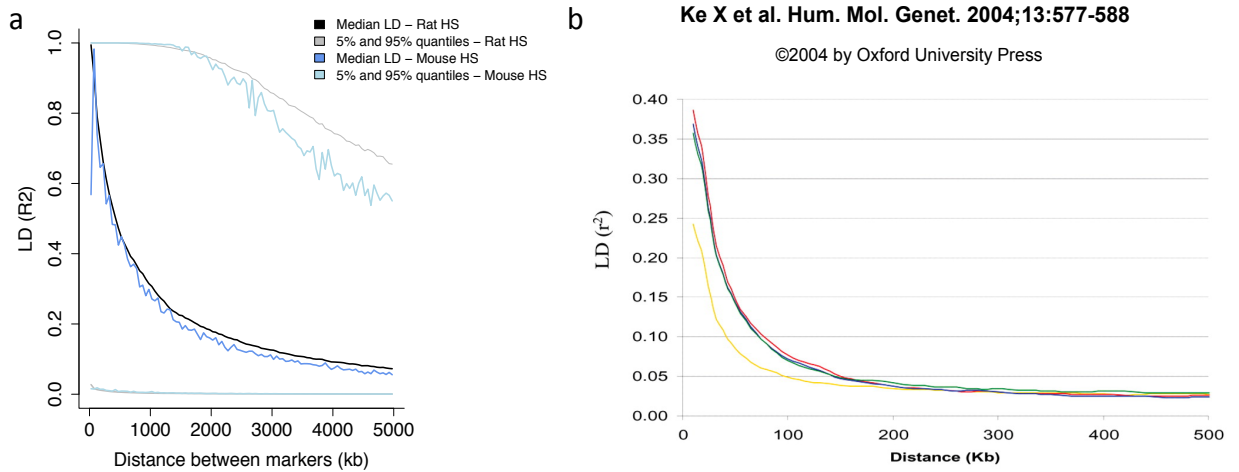 a
Median LD – Rat HS
5% and 95% quantiles – Rat HS
Median LD – Mouse HS
5% and 95% quantiles – Mouse HS
LD (R2)
1.0
0.8
0.6
0.4
0.2
0.0
0 1000 2000 3000 4000 5000
Distance between markers (kb)
b
Ke X et al. Hum. Mol. Genet. 2004;13:577-588
©2004 by Oxford University Press
LD (r²)
0.40
0.35
0.30
0.25
0.20
0.15
0.10
0.05
0.00
0 100 200 300 400 500
Distance (Kb)